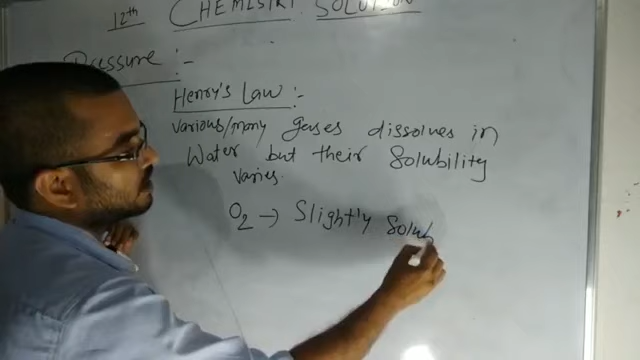 12th CHEMISTRY SOLUTION
Pressure :-
Henry's Law :-
various/many gases dissolves in
Water but their Solubility
varies.
O2 → Slightly Solub